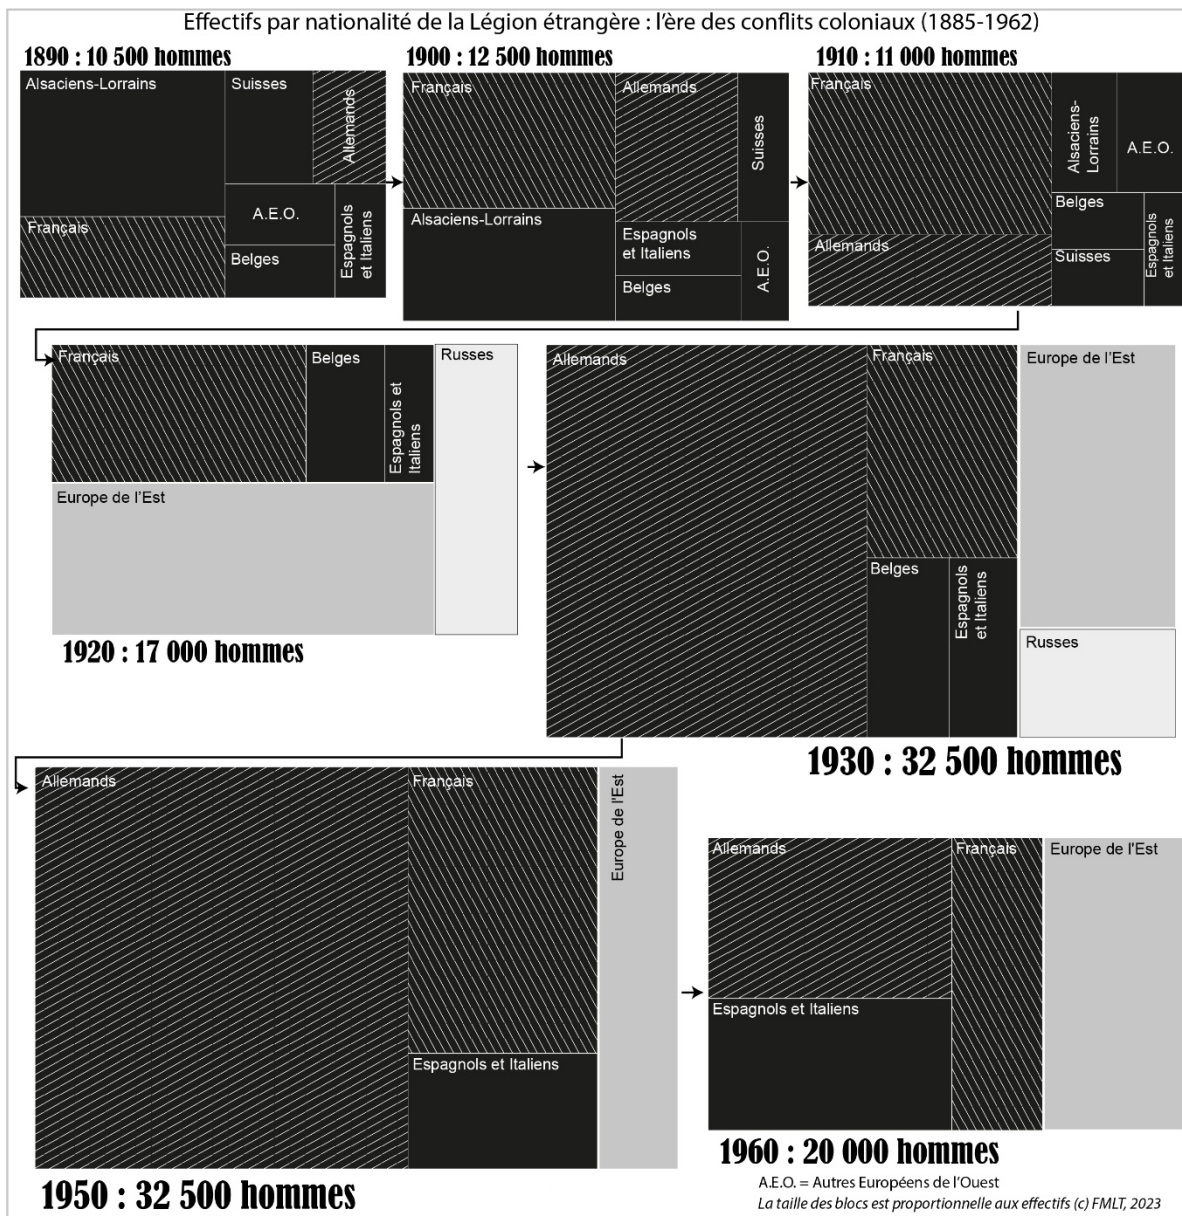 Effectifs par nationalité de la Légion étrangère : l'ère des conflits coloniaux (1885-1962)
1890 : 10 500 hommes
Alsaciens-Lorrains
Suisses
Allemands
Français
A.E.O.
Belges
Espagnols
et Italiens
1900 : 12 500 hommes
Français
Allemands
Suisses
Alsaciens-Lorrains
Espagnols
et Italiens
Belges
A.E.O.
1910 : 11 000 hommes
Français
Alsaciens-
Lorrains
A.E.O.
Allemands
Belges
Suisses
Espagnols
et Italiens
Français
Belges
Espagnols et
Italiens
Russes
Europe de l'Est
1920 : 17 000 hommes
Allemands
Français
Europe de l'Est
Belges
Espagnols
et Italiens
Russes
1930 : 32 500 hommes
Allemands
Français
Europe de l'Est
Espagnols et Italiens
1950 : 32 500 hommes
Allemands
Français
Europe de l'Est
Espagnols et Italiens
1960 : 20 000 hommes
A.E.O. = Autres Européens de l'Ouest
La taille des blocs est proportionnelle aux effectifs (c) FMLT, 2023